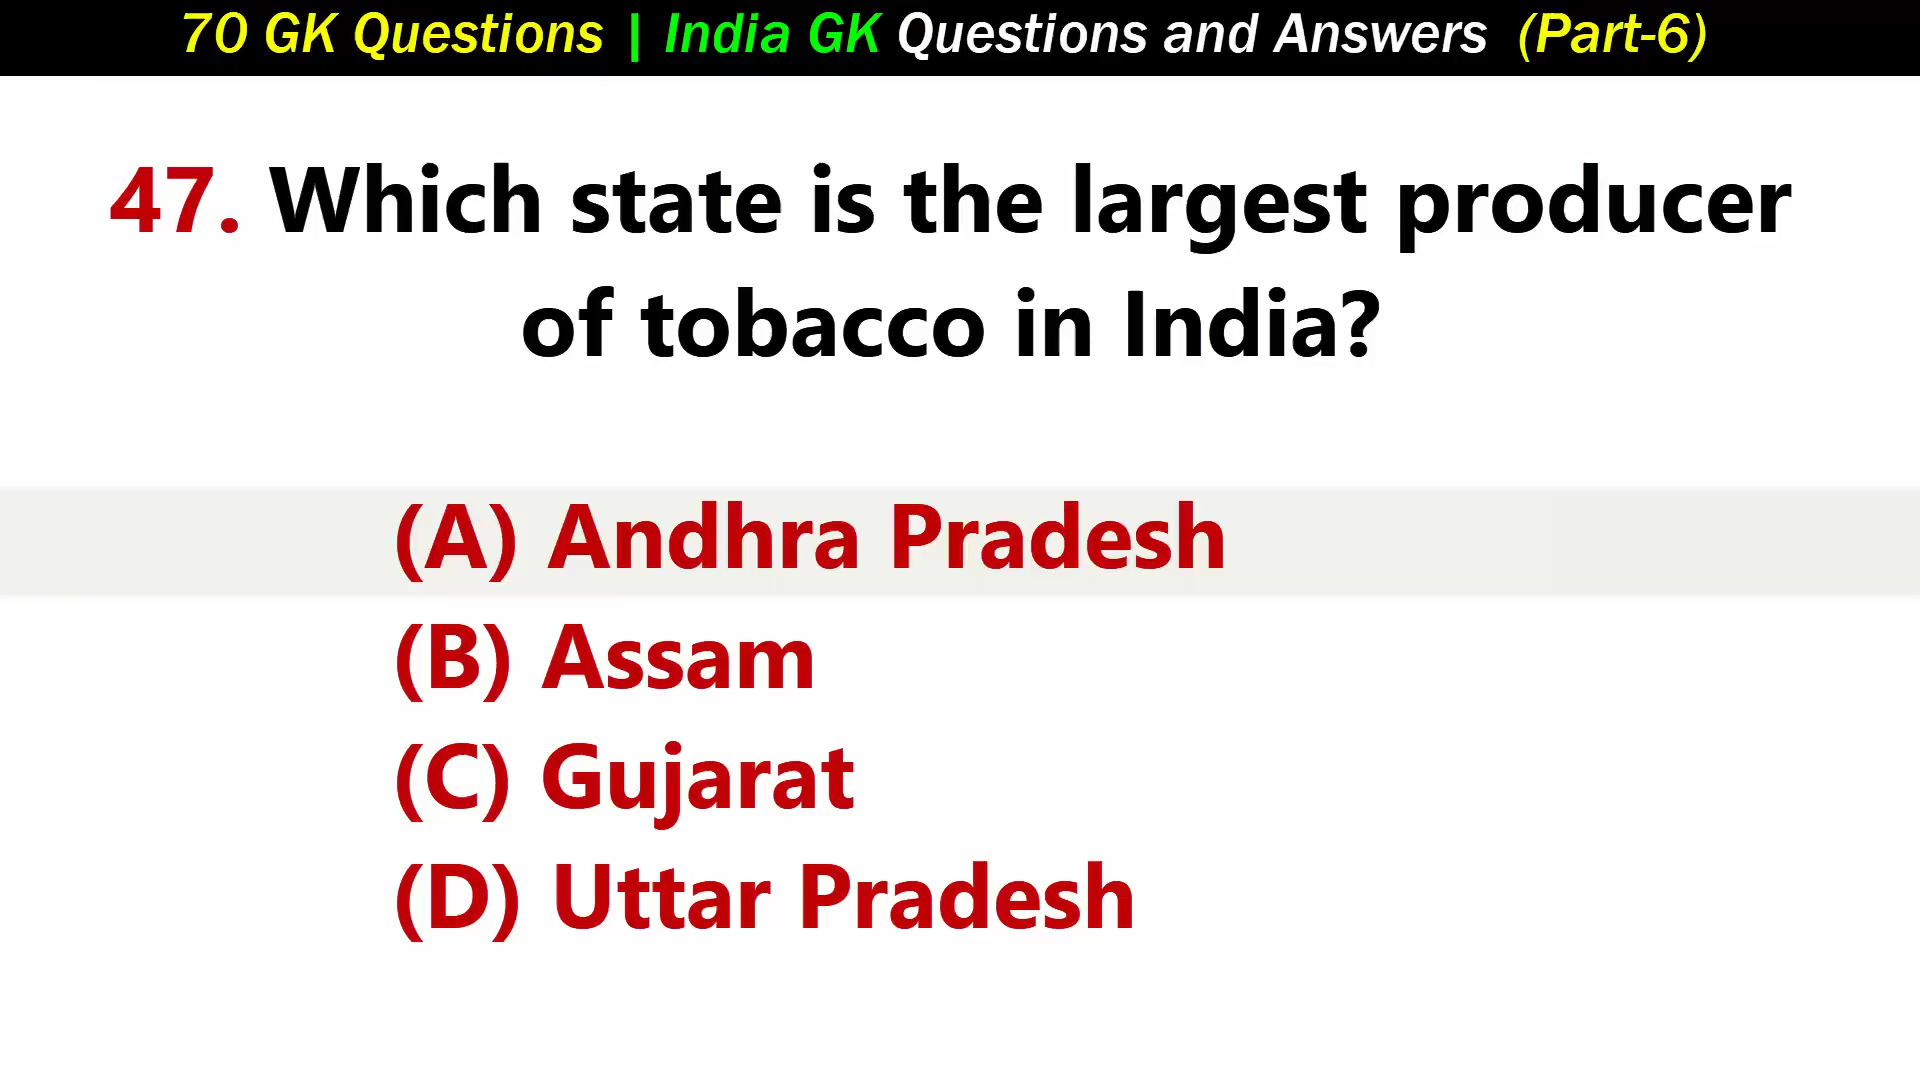 70 GK Questions | India GK Questions and Answers (Part-6)
47. Which state is the largest producer
of tobacco in India?
(A) Andhra Pradesh
(B) Assam
(C) Gujarat
(D) Uttar Pradesh